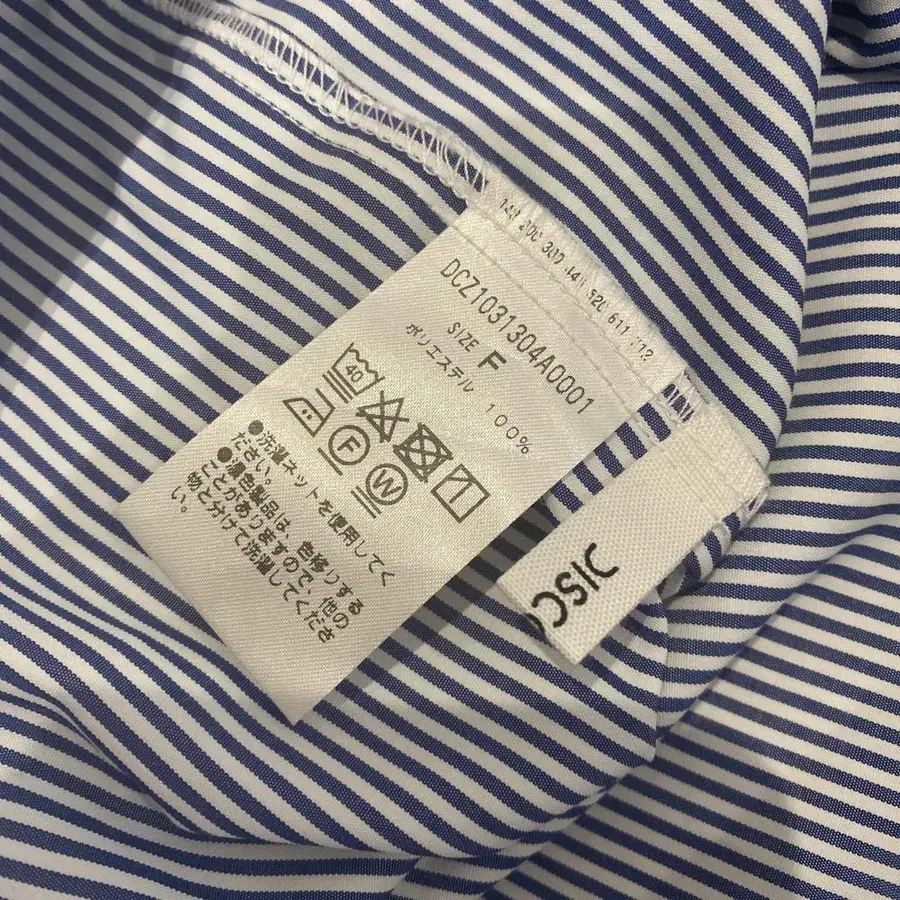 DCZ1031304A0001
SIZE F
ポリエステル 100%
40
F
W
●洗濯ネットを使用してく
ださい。
●濃色製品は、色移りする
ことがありますので、他の
物と分けて洗濯してくださ
い。
DISC